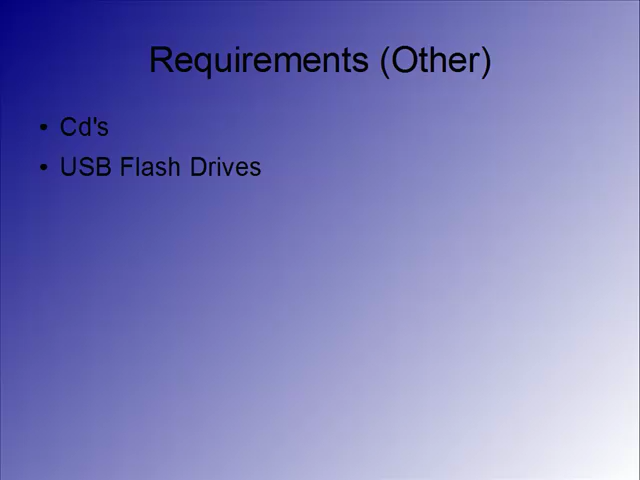 Requirements (Other)
• Cd's
• USB Flash Drives